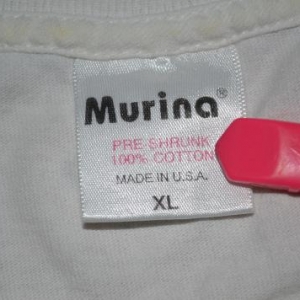 Murina®
PRE SHRUNK
100% COTTON
MADE IN U.S.A.
XL